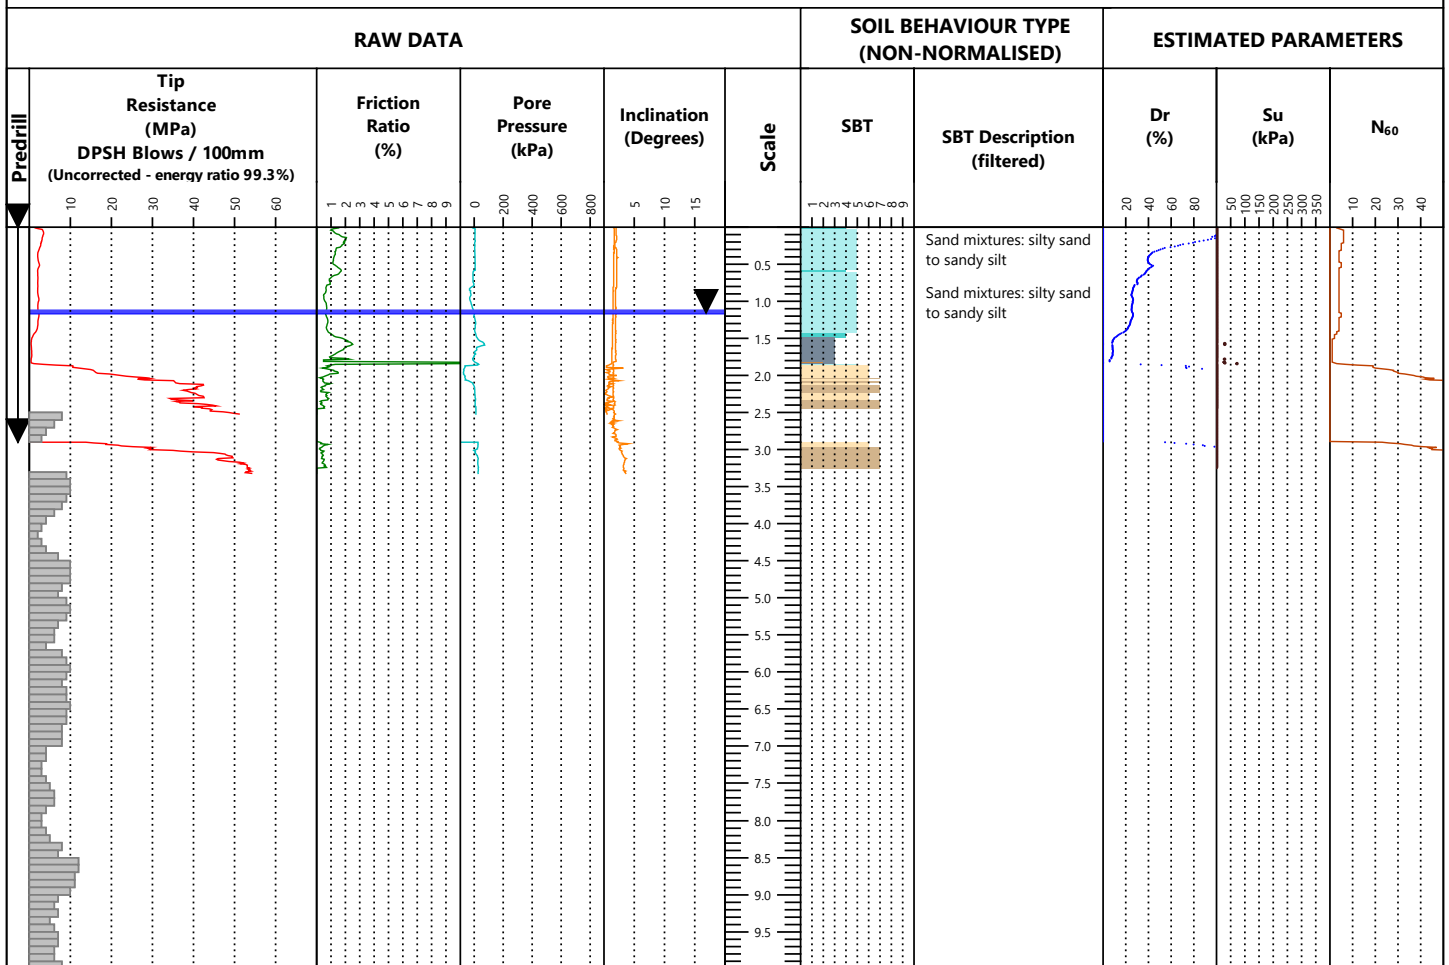 RAW DATA
SOIL BEHAVIOUR TYPE
(NON-NORMALISED)
ESTIMATED PARAMETERS
Predrill
Tip
Resistance
(MPa)
DPSH Blows / 100mm
(Uncorrected - energy ratio 99.3%)
Friction
Ratio
(%)
Pore
Pressure
(kPa)
Inclination
(Degrees)
Scale
SBT
SBT Description
(filtered)
Dr
(%)
Su
(kPa)
N₆₀
10 20 30 40 50 60
1 2 3 4 5 6 7 8 9
0 200 400 600 800
5 10 15
1 2 3 4 5 6 7 8 9
20 40 60 80
50 100 150 200 250 300 350
10 20 30 40
Sand mixtures: silty sand
to sandy silt
Sand mixtures: silty sand
to sandy silt
0.5
1.0
1.5
2.0
2.5
3.0
3.5
4.0
4.5
5.0
5.5
6.0
6.5
7.0
7.5
8.0
8.5
9.0
9.5